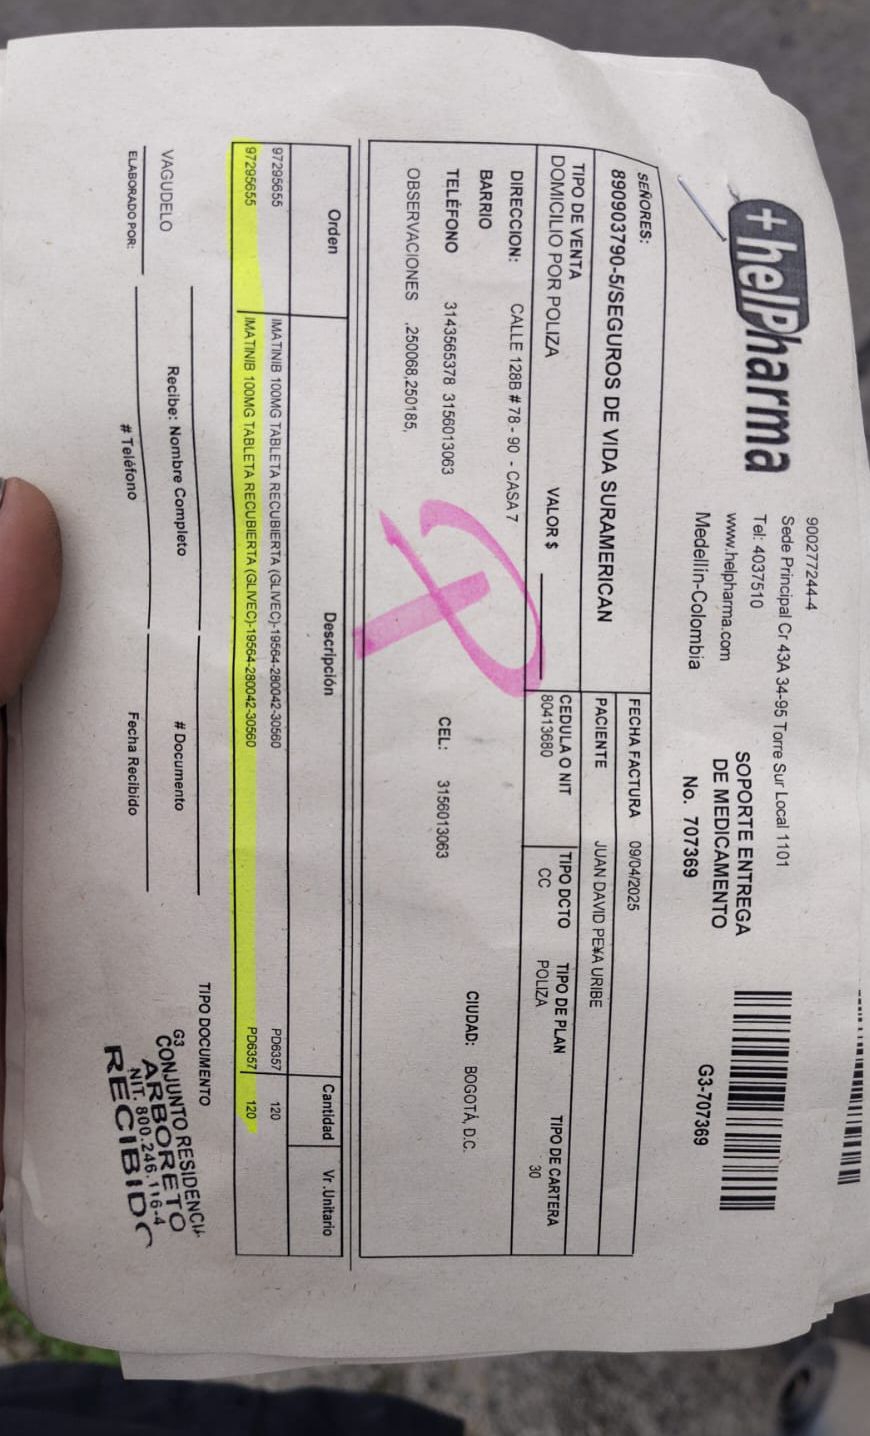 + helPharma
900277244-4
Sede Principal Cr 43A 34-95 Torre Sur Local 1101
Tel: 4037510
www.helpharma.com
Medellin-Colombia
SOPORTE ENTREGA
DE MEDICAMENTO
No. 707369
G3-707369
SEÑORES:
890903790-5/SEGUROS DE VIDA SURAMERICAN
FECHA FACTURA 09/04/2025
PACIENTE JUAN DAVID PE¥A URIBE
TIPO DE VENTA VALOR $ CEDULA O NIT TIPO DCTO TIPO DE PLAN TIPO DE CARTERA
DOMICILIO POR POLIZA 80413680 CC POLIZA 30
DIRECCION: CALLE 128B # 78 - 90 - CASA 7
BARRIO CIUDAD: BOGOTÁ, D.C.
TELÉFONO 3143565378 3156013063 CEL: 3156013063
OBSERVACIONES ,250068,250185,
Orden Descripción Cantidad Vr.Unitario
97295655 IMATINIB 100MG TABLETA RECUBIERTA (GLIVEC)-19564-280042-30560 PD6357 120
97295655 IMATINIB 100MG TABLETA RECUBIERTA (GLIVEC)-19564-280042-30560 PD6357 120
VAGUDELO
ELABORADO POR:
Recibe: Nombre Completo # Documento TIPO DOCUMENTO
# Teléfono Fecha Recibido
G3
CONJUNTO RESIDENCI
ARBORETO
NIT. 800.246.116-4
RECIBIDO